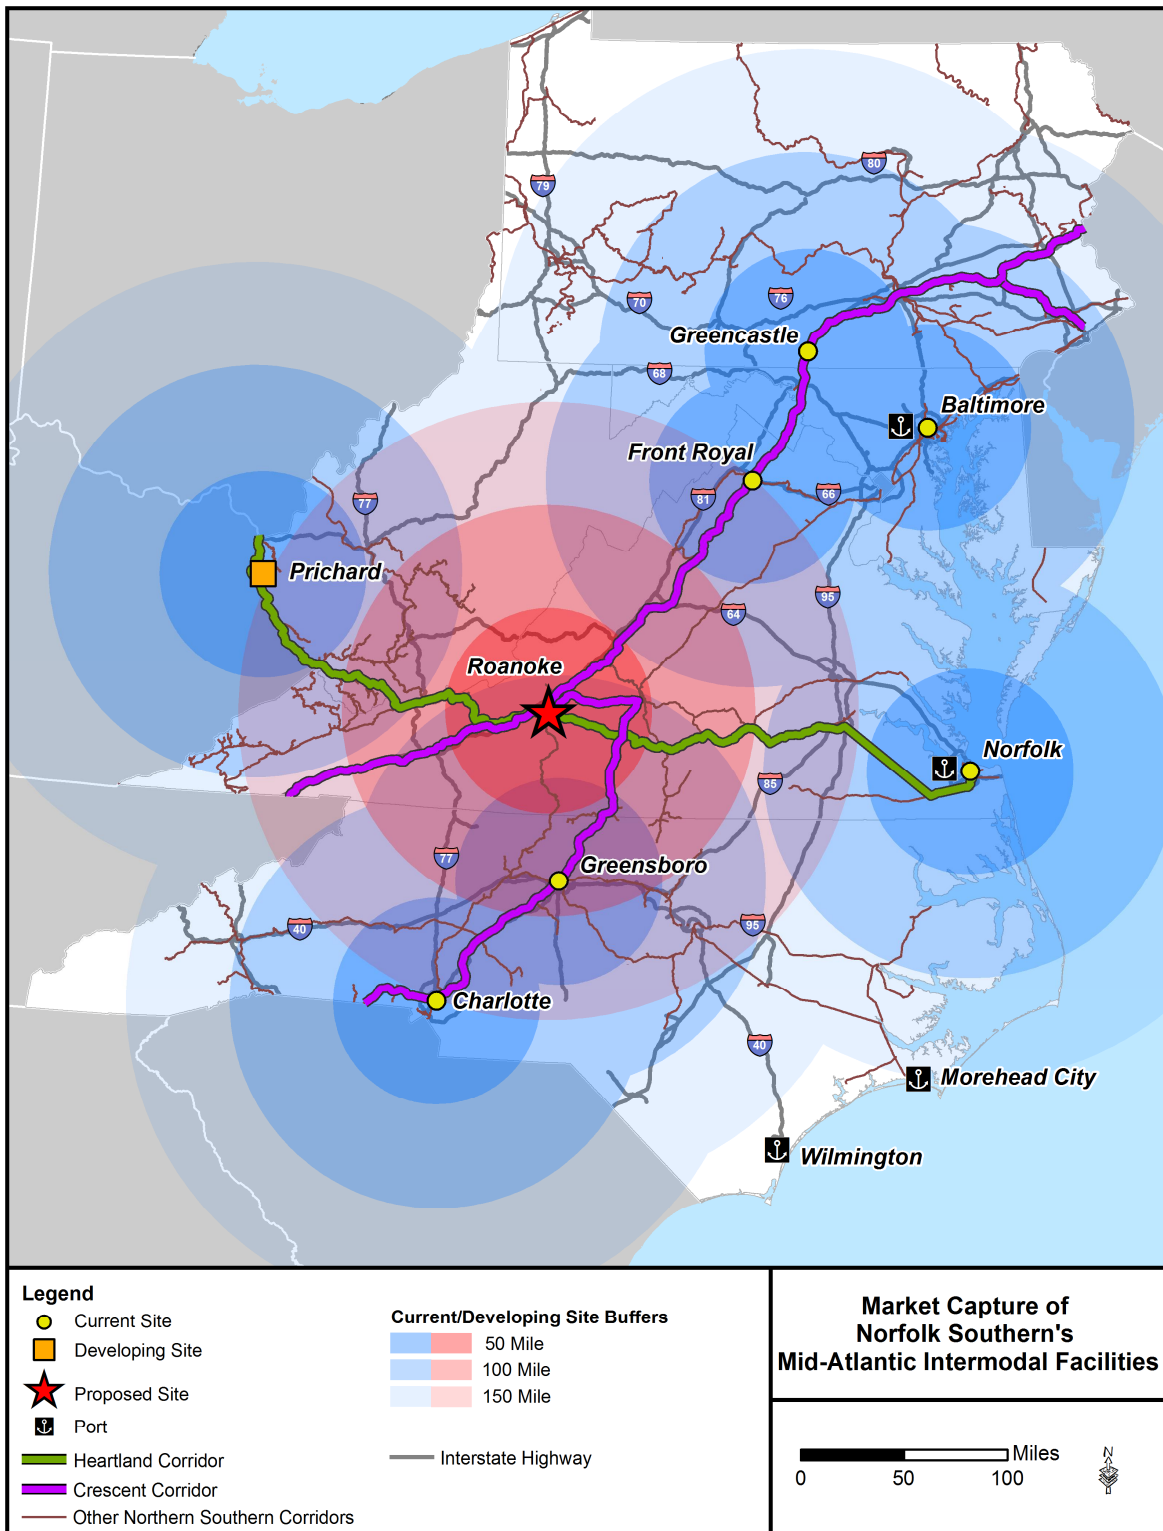 80
79
76
70
Greencastle
68
Baltimore
Front Royal
81
66
77
Prichard
95
64
Roanoke
Norfolk
85
77
Greensboro
40
95
Charlotte
40
Morehead City
Wilmington
Legend
Current Site
Developing Site
Proposed Site
Port
Heartland Corridor
Crescent Corridor
Other Northern Southern Corridors
Current/Developing Site Buffers
50 Mile
100 Mile
150 Mile
Interstate Highway
Market Capture of
Norfolk Southern's
Mid-Atlantic Intermodal Facilities
Miles
0 50 100
N